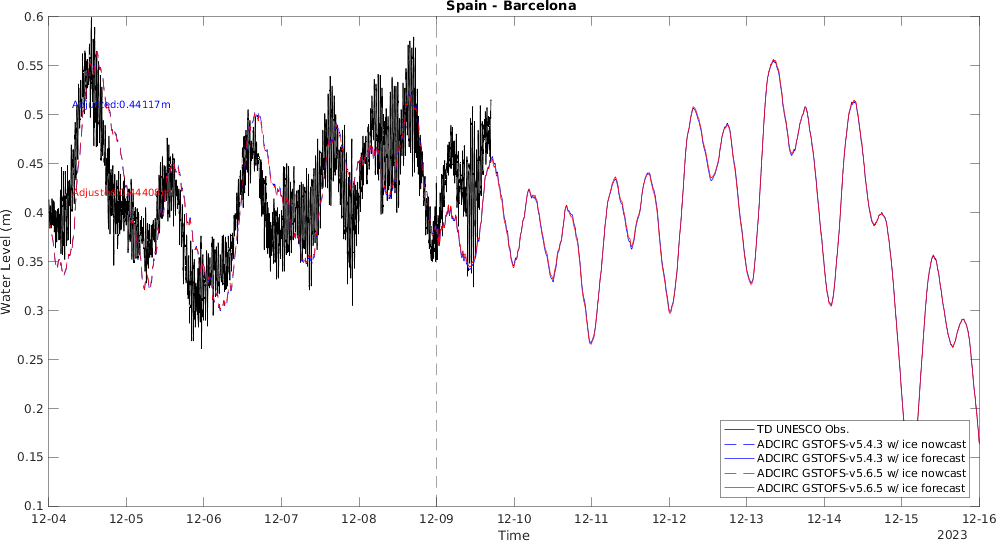 Spain - Barcelona
0.6
0.55
0.5
0.45
0.4
0.35
0.3
0.25
0.2
0.15
0.1
Water Level (m)
Adjusted:0.44117m
TD UNESCO Obs.
ADCIRC GSTOFS-v5.4.3 w/ ice nowcast
ADCIRC GSTOFS-v5.4.3 w/ ice forecast
ADCIRC GSTOFS-v5.6.5 w/ ice nowcast
ADCIRC GSTOFS-v5.6.5 w/ ice forecast
12-04 12-05 12-06 12-07 12-08 12-09 12-10 12-11 12-12 12-13 12-14 12-15 12-16
Time
2023